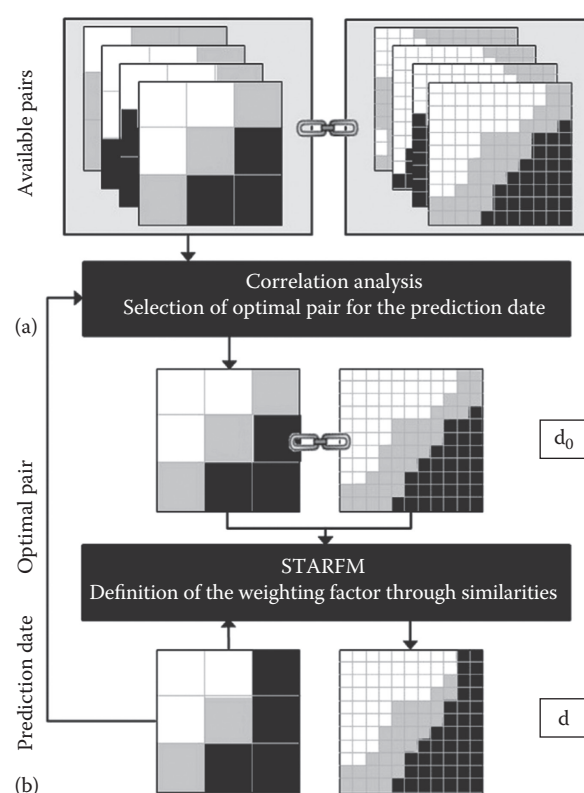 Available pairs
Correlation analysis
Selection of optimal pair for the prediction date
(a)
Optimal pair
d₀
STARFM
Definition of the weighting factor through similarities
Prediction date
d
(b)